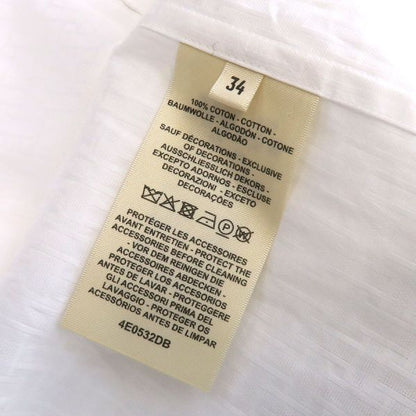 34
100% COTON - COTTON -
BAUMWOLLE - ALGODÓN - COTONE
ALGODÃO
SAUF DÉCORATIONS - EXCLUSIVE
OF DECORATIONS -
AUSSCHLIESSLICH DEKORS -
EXCEPTO ADORNOS - ESCLUSE
DECORAZIONI - EXCETO
DECORAÇÕES
P
PROTÉGER LES ACCESSOIRES
AVANT ENTRETIEN - PROTECT THE
ACCESSORIES BEFORE CLEANING
- VOR DEM REINIGEN DIE
ACCESSOIRES ABDECKEN -
PROTEGER LOS ACCESORIOS
ANTES DE LAVAR - PROTEGGERE
GLI ACCESSORI PRIMA DEL
LAVAGGIO - PROTEGER OS
ACESSÓRIOS ANTES DE LIMPAR
4E0532DB